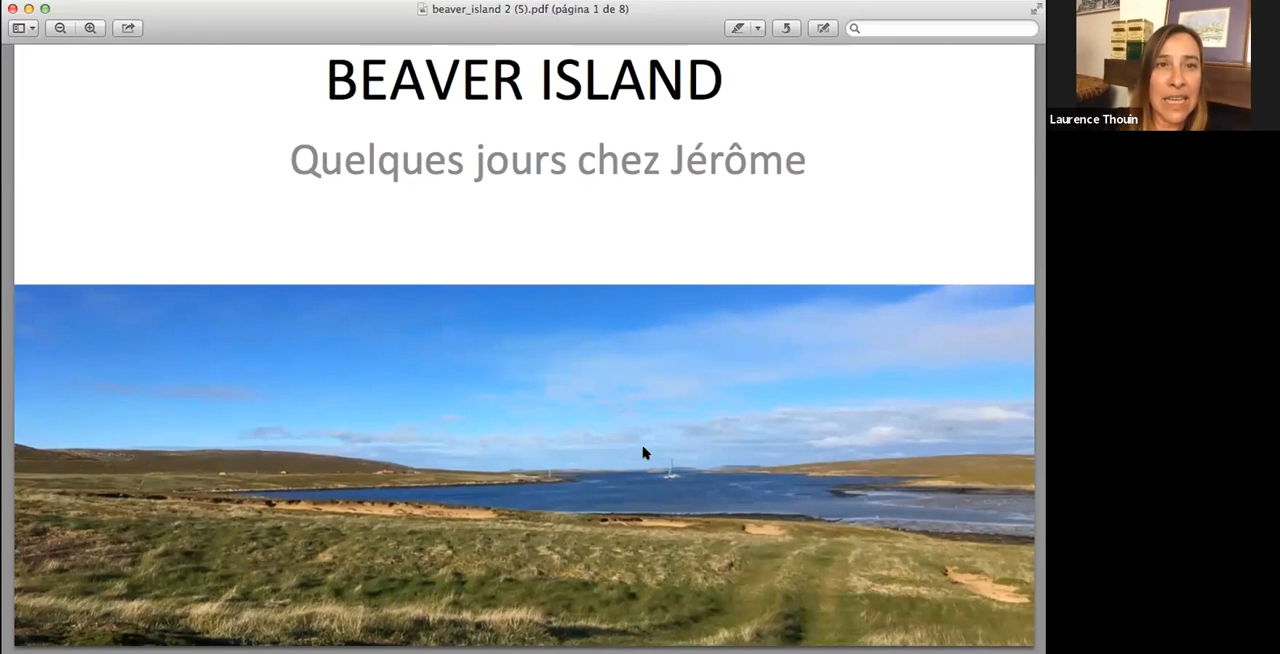 beaver_island 2 (5).pdf (página 1 de 8)
BEAVER ISLAND
Quelques jours chez Jérôme
Laurence Thouin